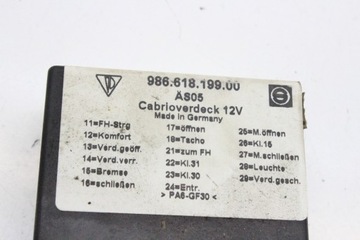 986.618.199.00
AS05
Cabrioverdeck 12V
Made in Germany
11=FH-Strg 17=öffnen 25=M.öffnen
12=Komfort 18=Tacho 26=Kl.15
13=Verd.geöff. 21=zum FH 27=M.schließen
14=Verd.verr. 22=Kl.31 28=Leuchte
15=Bremse 23=Kl.30 29=Verd.gesch.
16=schließen 24=Entr.
> PA6-GF30 <